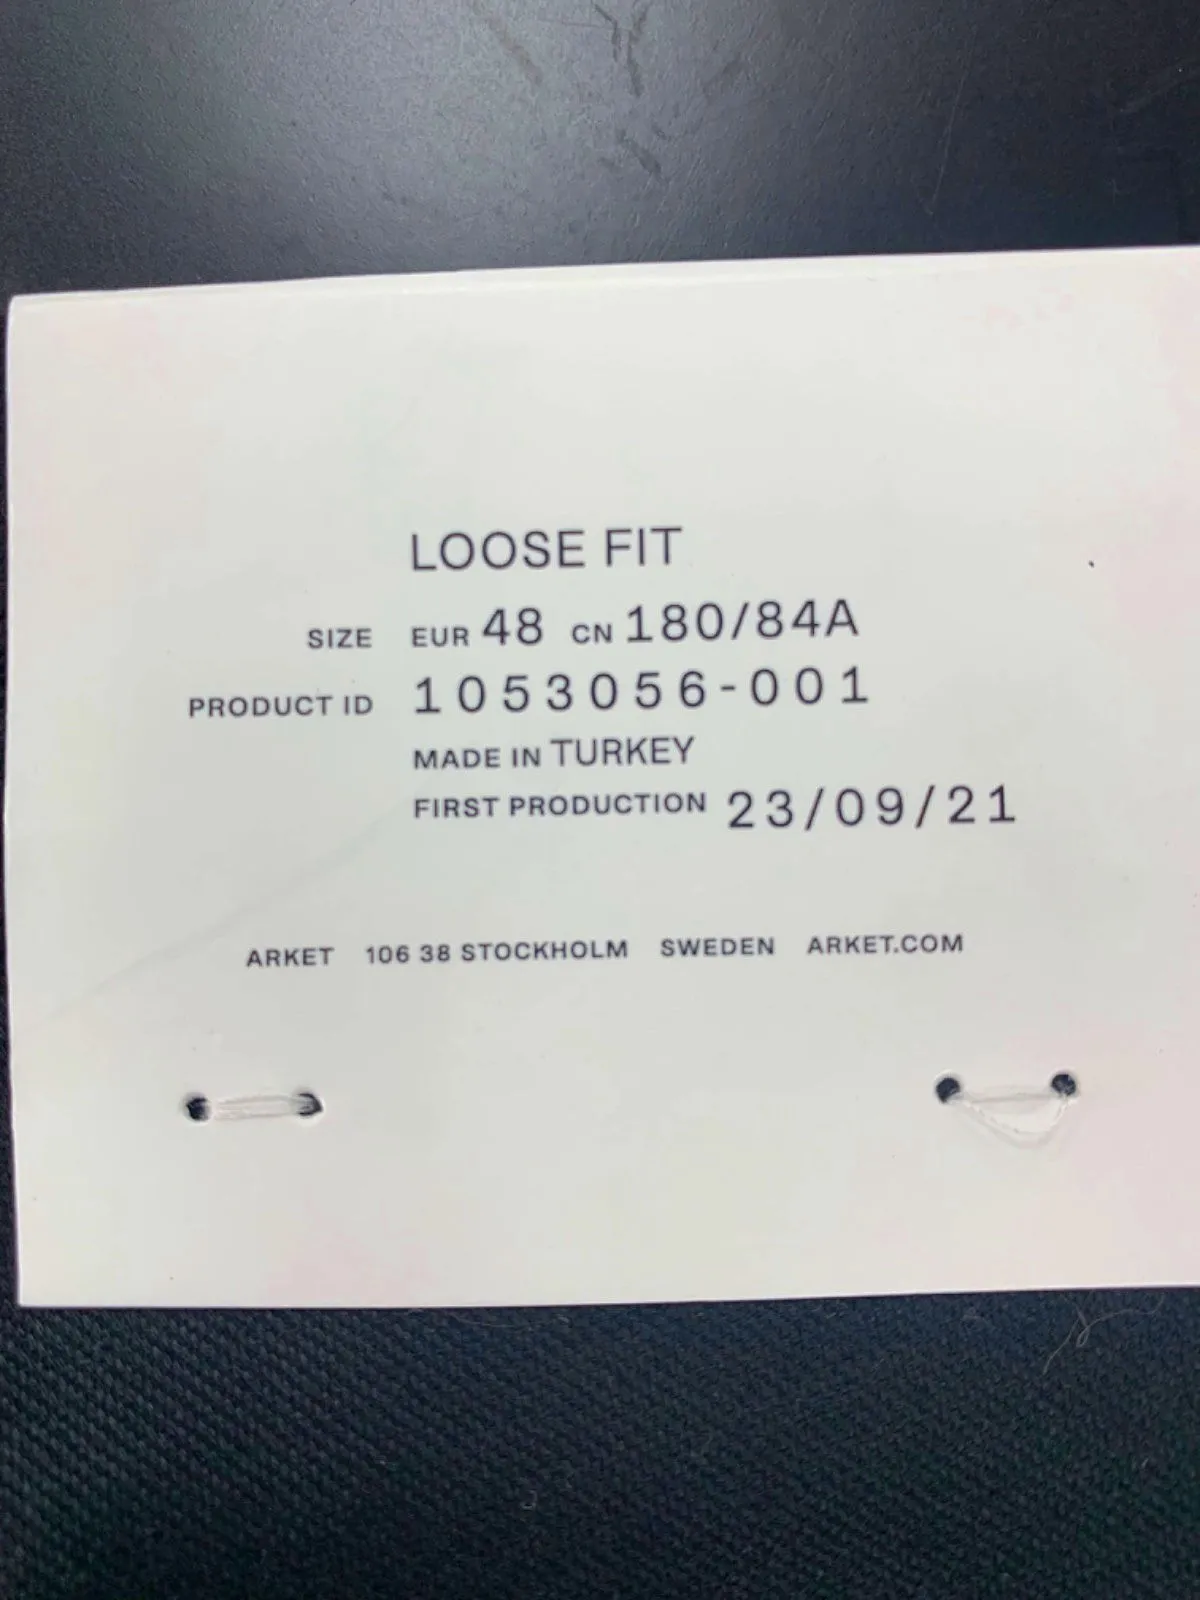 LOOSE FIT
SIZE EUR 48 CN 180/84A
PRODUCT ID 1053056-001
MADE IN TURKEY
FIRST PRODUCTION 23/09/21
ARKET 106 38 STOCKHOLM SWEDEN ARKET.COM